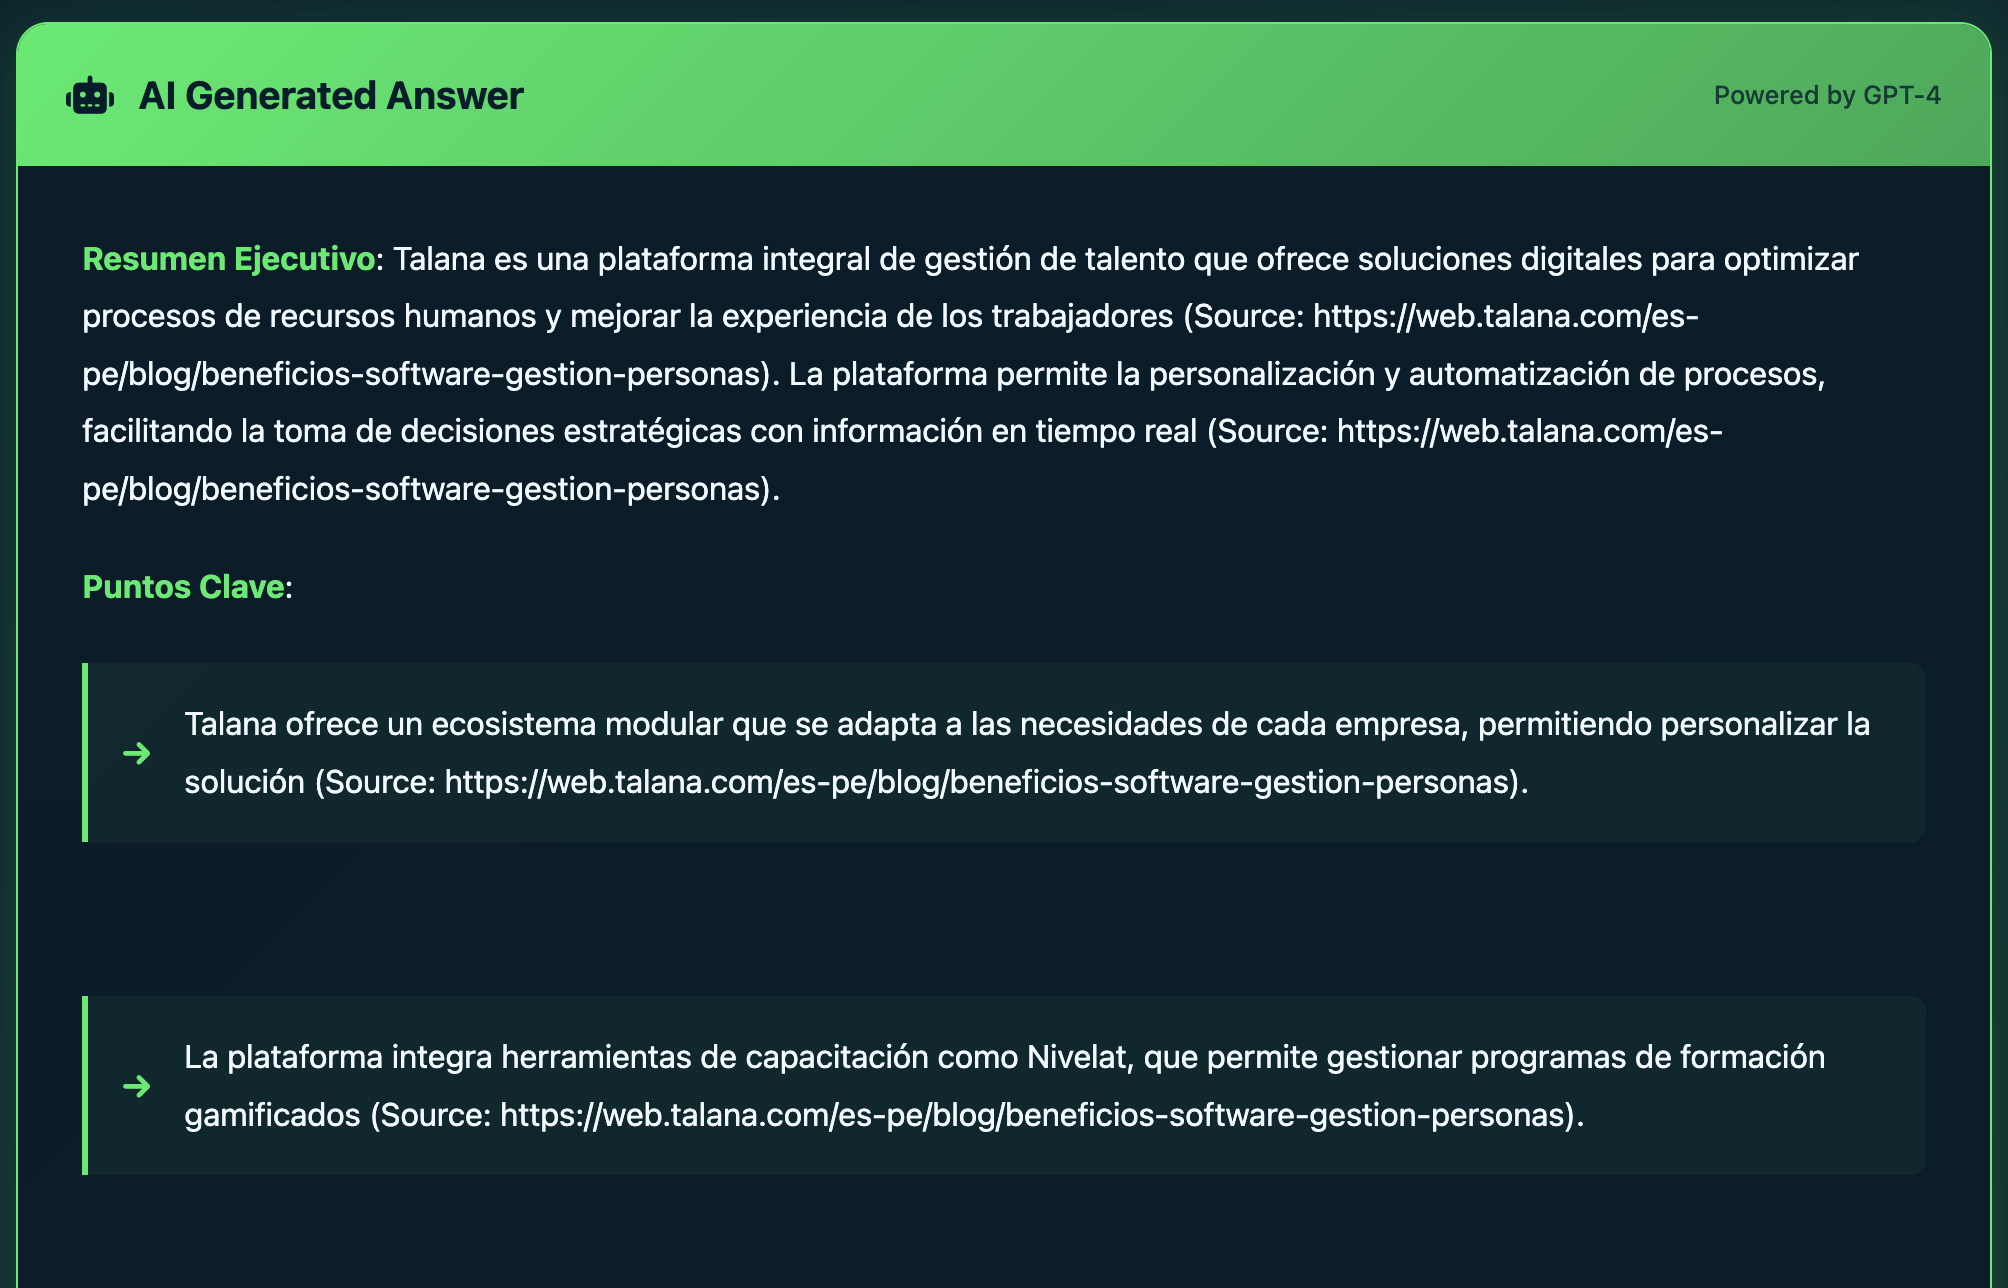 AI Generated Answer
Powered by GPT-4
Resumen Ejecutivo: Talana es una plataforma integral de gestión de talento que ofrece soluciones digitales para optimizar
procesos de recursos humanos y mejorar la experiencia de los trabajadores (Source: https://web.talana.com/es-
pe/blog/beneficios-software-gestion-personas). La plataforma permite la personalización y automatización de procesos,
facilitando la toma de decisiones estratégicas con información en tiempo real (Source: https://web.talana.com/es-
pe/blog/beneficios-software-gestion-personas).
Puntos Clave:
Talana ofrece un ecosistema modular que se adapta a las necesidades de cada empresa, permitiendo personalizar la
solución (Source: https://web.talana.com/es-pe/blog/beneficios-software-gestion-personas).
La plataforma integra herramientas de capacitación como Nivelat, que permite gestionar programas de formación
gamificados (Source: https://web.talana.com/es-pe/blog/beneficios-software-gestion-personas).